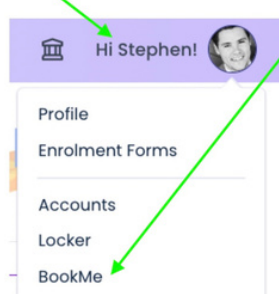 Hi Stephen!
Profile
Enrolment Forms
Accounts
Locker
BookMe